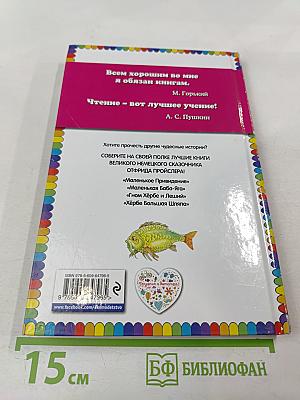 Всем хорошим во мне
я обязан книгам.
М. Горький
Чтение – вот лучшее учение!
А. С. Пушкин
Хотите прочесть другие чудесные истории?
СОБЕРИТЕ НА СВОЕЙ ПОЛКЕ ЛУЧШИЕ КНИГИ
ВЕЛИКОГО НЕМЕЦКОГО СКАЗОЧНИКА
ОТФРИДА ПРОЙСЛЕРА!
«Маленькое Привидение»
«Маленькая Баба-Яга»
«Гном Хёрбе и Леший»
«Хёрбе Большая Шляпа»
15 см
БФ БИБЛИОФАН